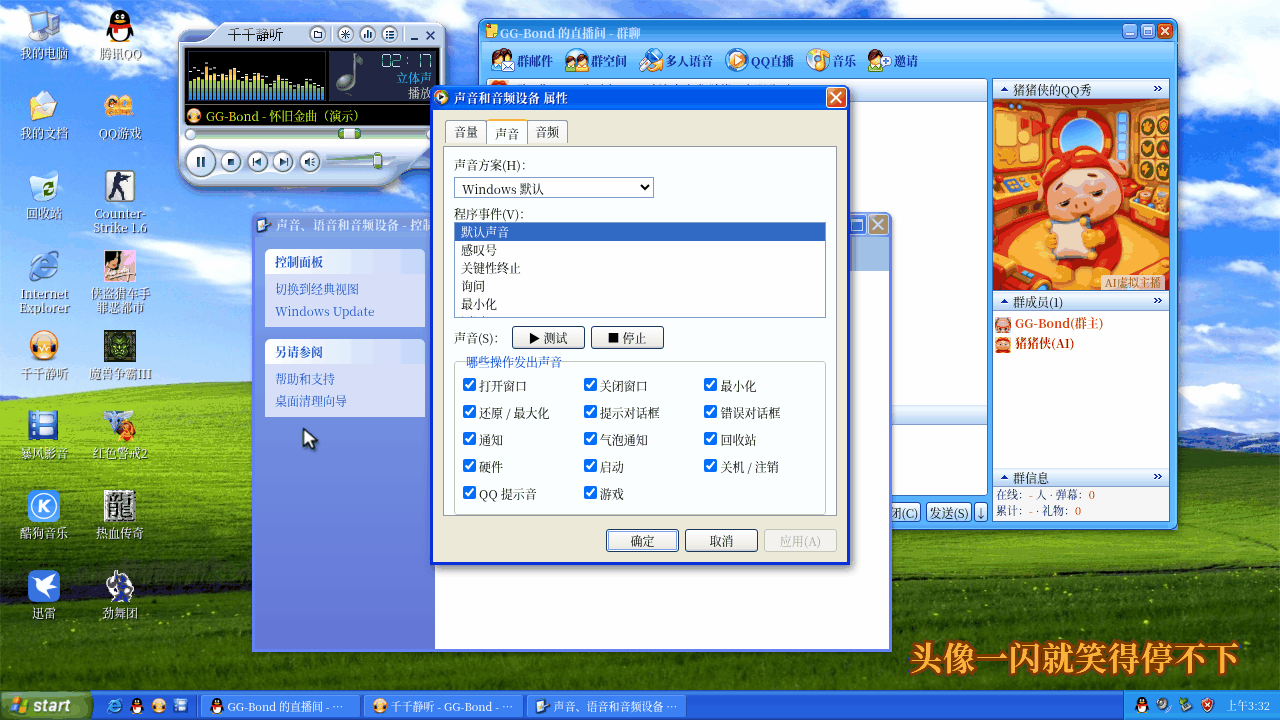 我的电脑
腾讯QQ
我的文档
QQ游戏
回收站
Counter-
Strike 1.6
Internet
Explorer
侠盗猎车手
罪恶都市
千千静听
魔兽争霸III
暴风影音
红色警戒2
酷狗音乐
热血传奇
迅雷
劲舞团
千千静听
02:17
立体声
播放
GG-Bond - 怀旧金曲（演示）
GG-Bond 的直播间 - 群聊
群邮件
群空间
多人语音
QQ直播
音乐
邀请
猪猪侠的QQ秀
AI虚拟主播
群成员(1)
GG-Bond(群主)
猪猪侠(AI)
群信息
在线: - 人 · 弹幕: 0
累计: - · 礼物: 0
闭(C)
发送(S)
↓
声音、语音和音频设备 - 控制
控制面板
切换到经典视图
Windows Update
另请参阅
帮助和支持
桌面清理向导
声音和音频设备 属性
音量
声音
音频
声音方案(H):
Windows 默认
程序事件(V):
默认声音
感叹号
关键性终止
询问
最小化
声音(S):
▶ 测试
■ 停止
哪些操作发出声音
打开窗口
关闭窗口
最小化
还原 / 最大化
提示对话框
错误对话框
通知
气泡通知
回收站
硬件
启动
关机 / 注销
QQ 提示音
游戏
确定
取消
应用(A)
头像一闪就笑得停不下
start
GG-Bond 的直播间 - ···
千千静听 - GG-Bond - ···
声音、语音和音频设备 ···
上午3:32